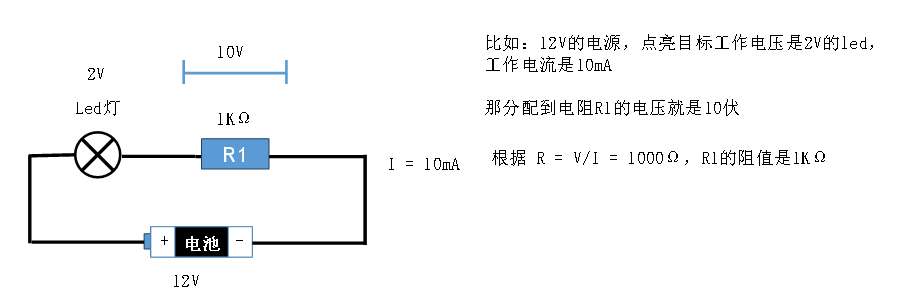 10V
2V
Led灯
1KΩ
R1
I = 10mA
+ 电池 -
12V
比如：12V的电源，点亮目标工作电压是2V的led，
工作电流是10mA
那分配到电阻R1的电压就是10伏
根据 R = V/I = 1000Ω，R1的阻值是1KΩ